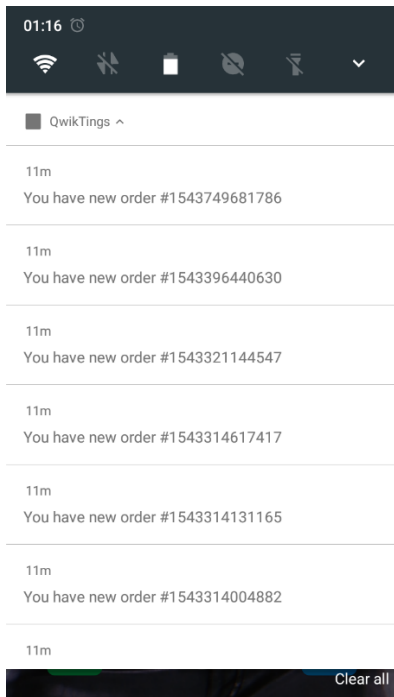 01:16
QwikTings
11m
You have new order #1543749681786
11m
You have new order #1543396440630
11m
You have new order #1543321144547
11m
You have new order #1543314617417
11m
You have new order #1543314131165
11m
You have new order #1543314004882
11m
Clear all